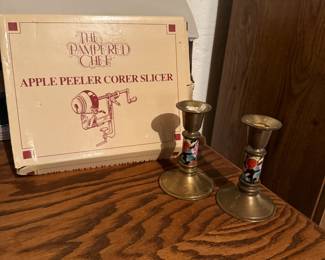 THE
PAMPERED
CHEF
APPLE PEELER CORER SLICER